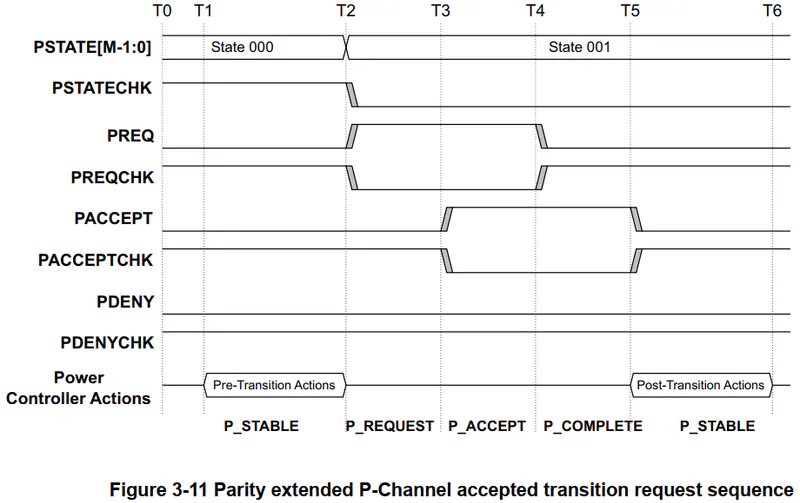 T0 T1 T2 T3 T4 T5 T6
PSTATE[M-1:0] State 000 State 001
PSTATECHK
PREQ
PREQCHK
PACCEPT
PACCEPTCHK
PDENY
PDENYCHK
Power
Controller Actions
Pre-Transition Actions Post-Transition Actions
P_STABLE P_REQUEST P_ACCEPT P_COMPLETE P_STABLE
Figure 3-11 Parity extended P-Channel accepted transition request sequence